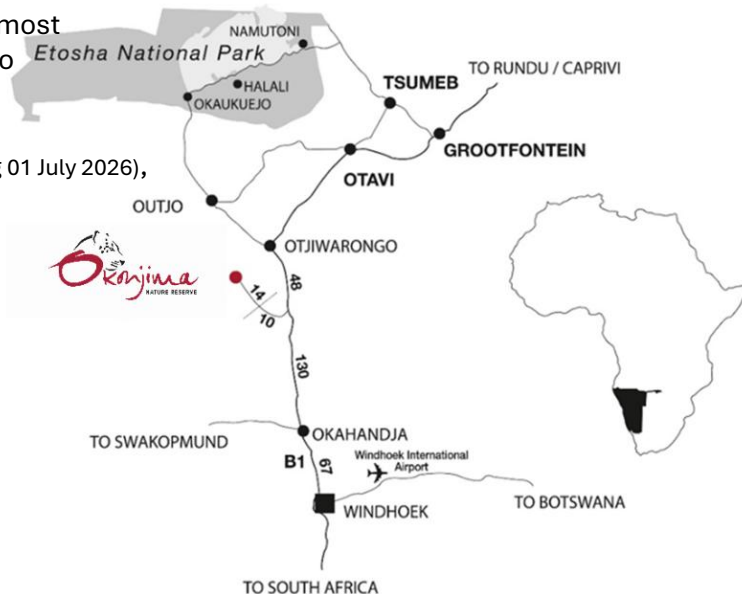 most
o
NAMUTONI
Etosha National Park
HALALI
OKAUKUEJO
TO RUNDU / CAPRIVI
TSUMEB
GROOTFONTEIN
OTAVI
g 01 July 2026),
OUTJO
OTJIWARONGO
Okonjima
NATURE RESERVE
48
14
10
130
OKAHANDJA
TO SWAKOPMUND
B1
67
Windhoek International
Airport
WINDHOEK
TO BOTSWANA
TO SOUTH AFRICA